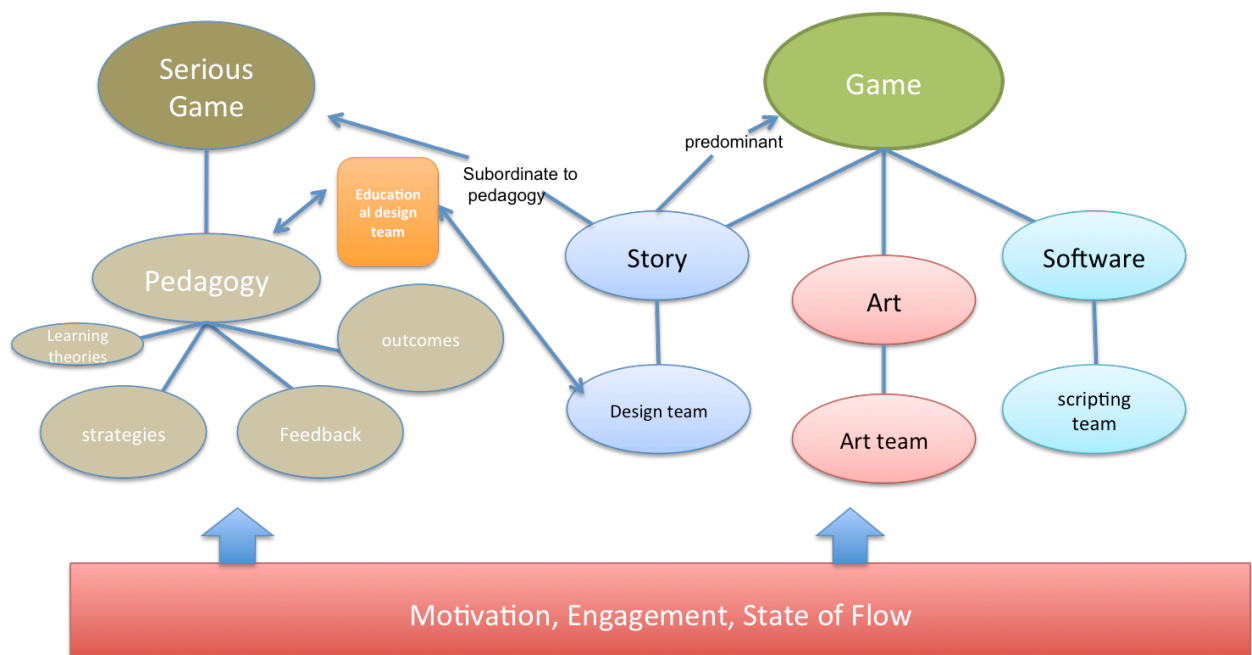 Serious
Game
Game
predominant
Subordinate to
pedagogy
Education
al design
team
Story
Software
Pedagogy
Art
Learning
theories
outcomes
strategies
Feedback
Design team
Art team
scripting
team
Motivation, Engagement, State of Flow